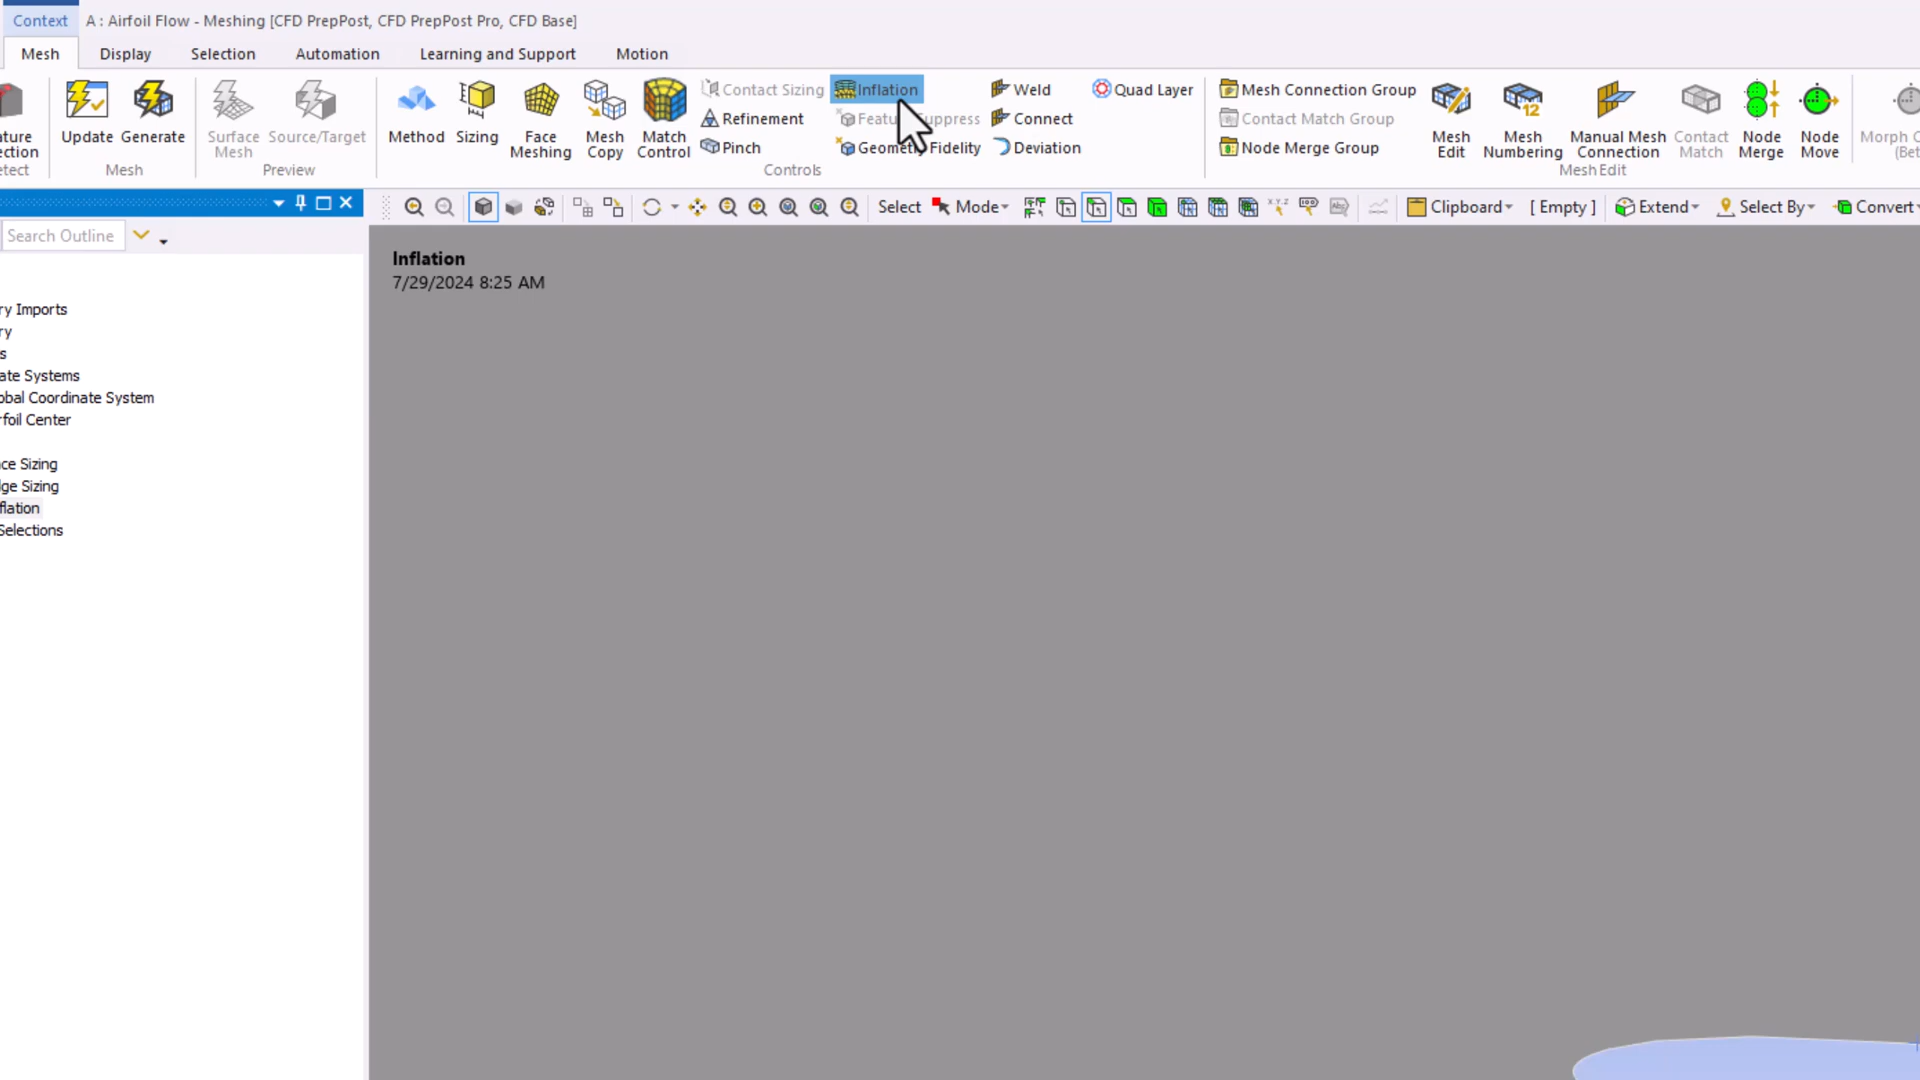 Context A : Airfoil Flow - Meshing [CFD PrepPost, CFD PrepPost Pro, CFD Base]
Mesh Display Selection Automation Learning and Support Motion
Contact Sizing Inflation Weld Quad Layer Mesh Connection Group
Refinement Connect Contact Match Group
Pinch Geometry Fidelity Deviation Node Merge Group
Update Generate Surface Mesh Source/Target Method Sizing Face Meshing Mesh Copy Match Control Mesh Edit Mesh Numbering Manual Mesh Connection Contact Match Node Merge Node Move Morph
Mesh Preview Controls Mesh Edit
Select Mode Clipboard [ Empty ] Extend Select By Convert
Search Outline
Inflation
7/29/2024 8:25 AM
ry Imports
ry
s
ate Systems
obal Coordinate System
rfoil Center
ce Sizing
lge Sizing
flation
Selections